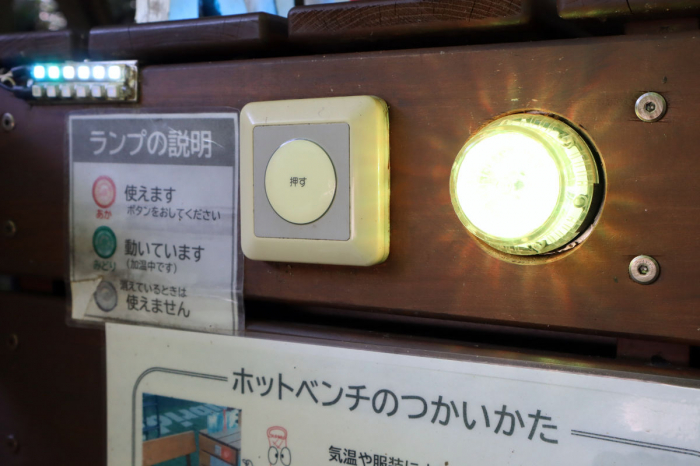 ランプの説明
使えます
ボタンをおしてください
あか
動いています
(加温中です)
みどり
消えているときは
使えません
押す
ホットベンチのつかいかた
気温や服装に